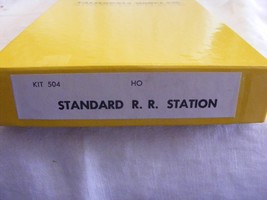 KIT 504 HO
STANDARD R. R. STATION